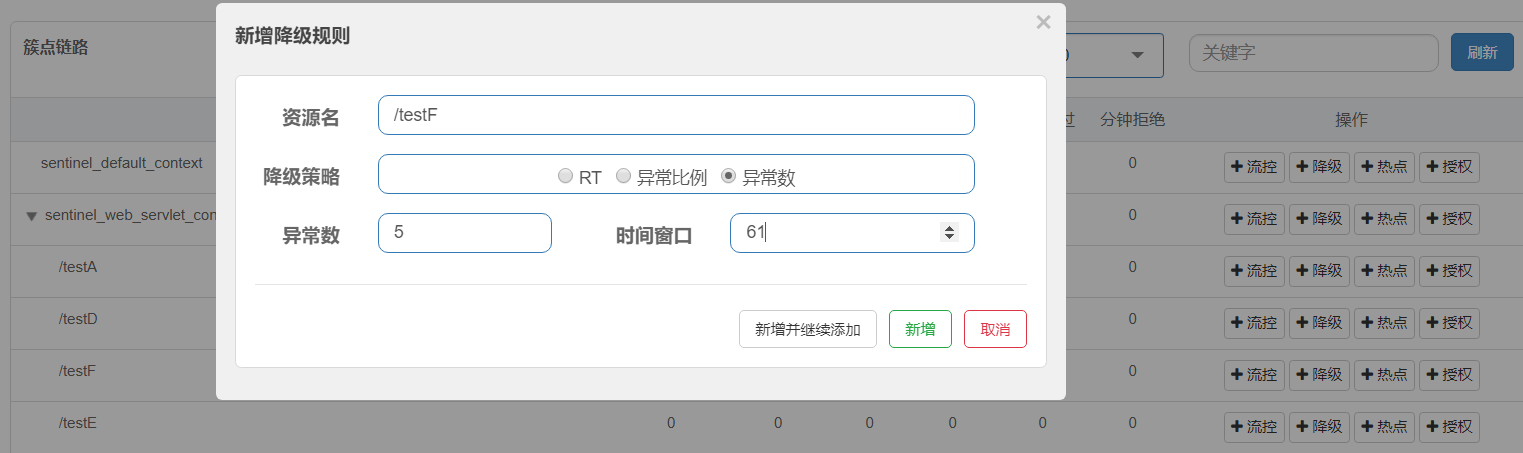 新增降级规则 ×
簇点链路
关键字 刷新
资源名 /testF
分钟拒绝 操作
降级策略 RT 异常比例 异常数
sentinel_default_context 0 流控 降级 热点 授权
异常数 5 时间窗口 61
sentinel_web_servlet_con 0 流控 降级 热点 授权
/testA 0 流控 降级 热点 授权
/testD 0 流控 降级 热点 授权
新增并继续添加 新增 取消
/testF 0 流控 降级 热点 授权
/testE 0 0 0 0 0 0 流控 降级 热点 授权